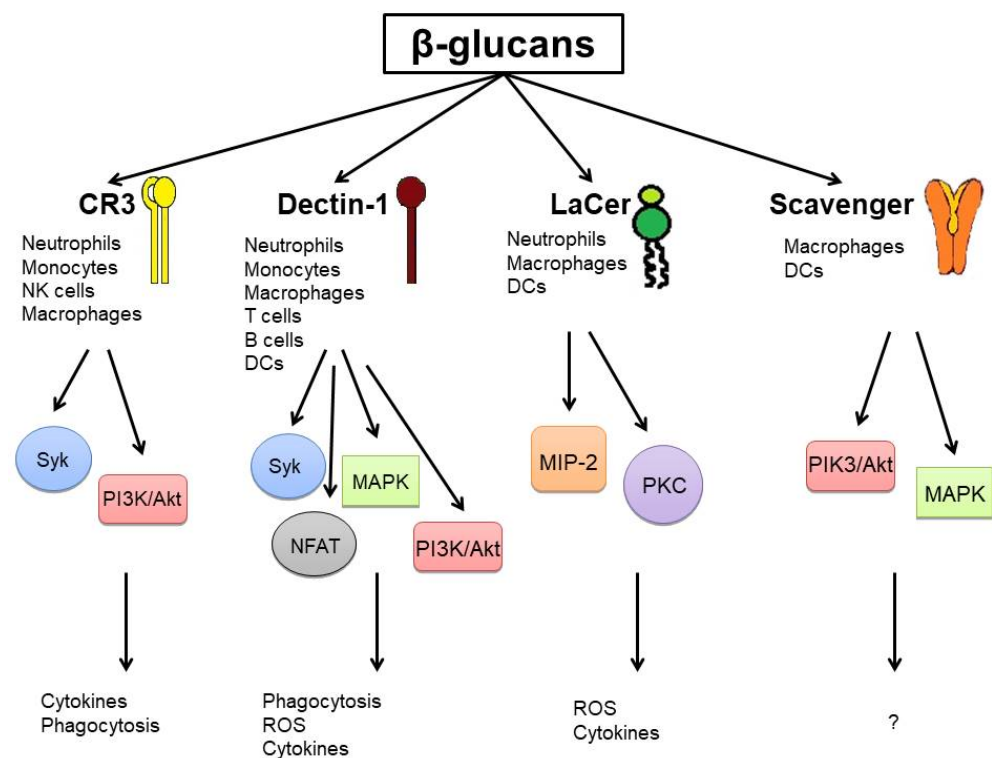 β-glucans
CR3
Neutrophils
Monocytes
NK cells
Macrophages
Dectin-1
Neutrophils
Monocytes
Macrophages
T cells
B cells
DCs
LaCer
Neutrophils
Macrophages
DCs
Scavenger
Macrophages
DCs
Syk
PI3K/Akt
Syk
MAPK
NFAT
PI3K/Akt
MIP-2
PKC
PIK3/Akt
MAPK
Cytokines
Phagocytosis
Phagocytosis
ROS
Cytokines
ROS
Cytokines
?